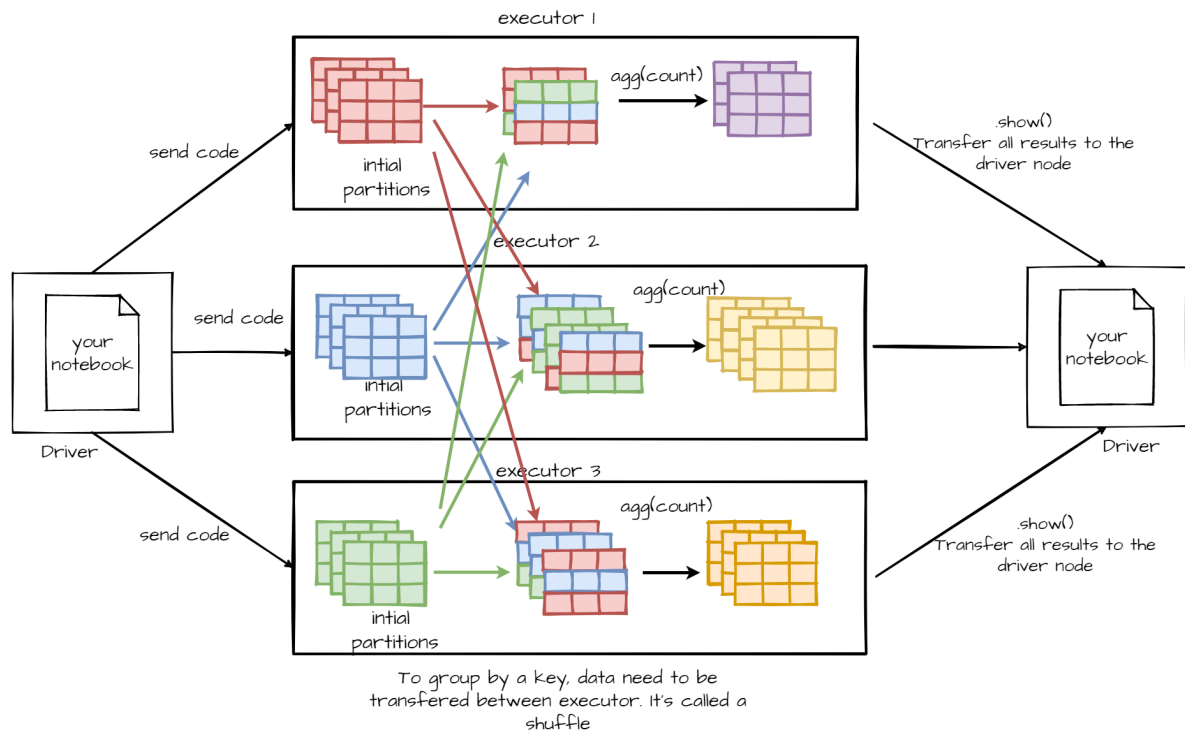 executor 1
agg(count)
intial
partitions
send code
.show()
Transfer all results to the
driver node
executor 2
agg(count)
intial
partitions
send code
your
notebook
Driver
your
notebook
Driver
executor 3
agg(count)
intial
partitions
send code
.show()
Transfer all results to the
driver node
To group by a key, data need to be
transfered between executor. It's called a
shuffle